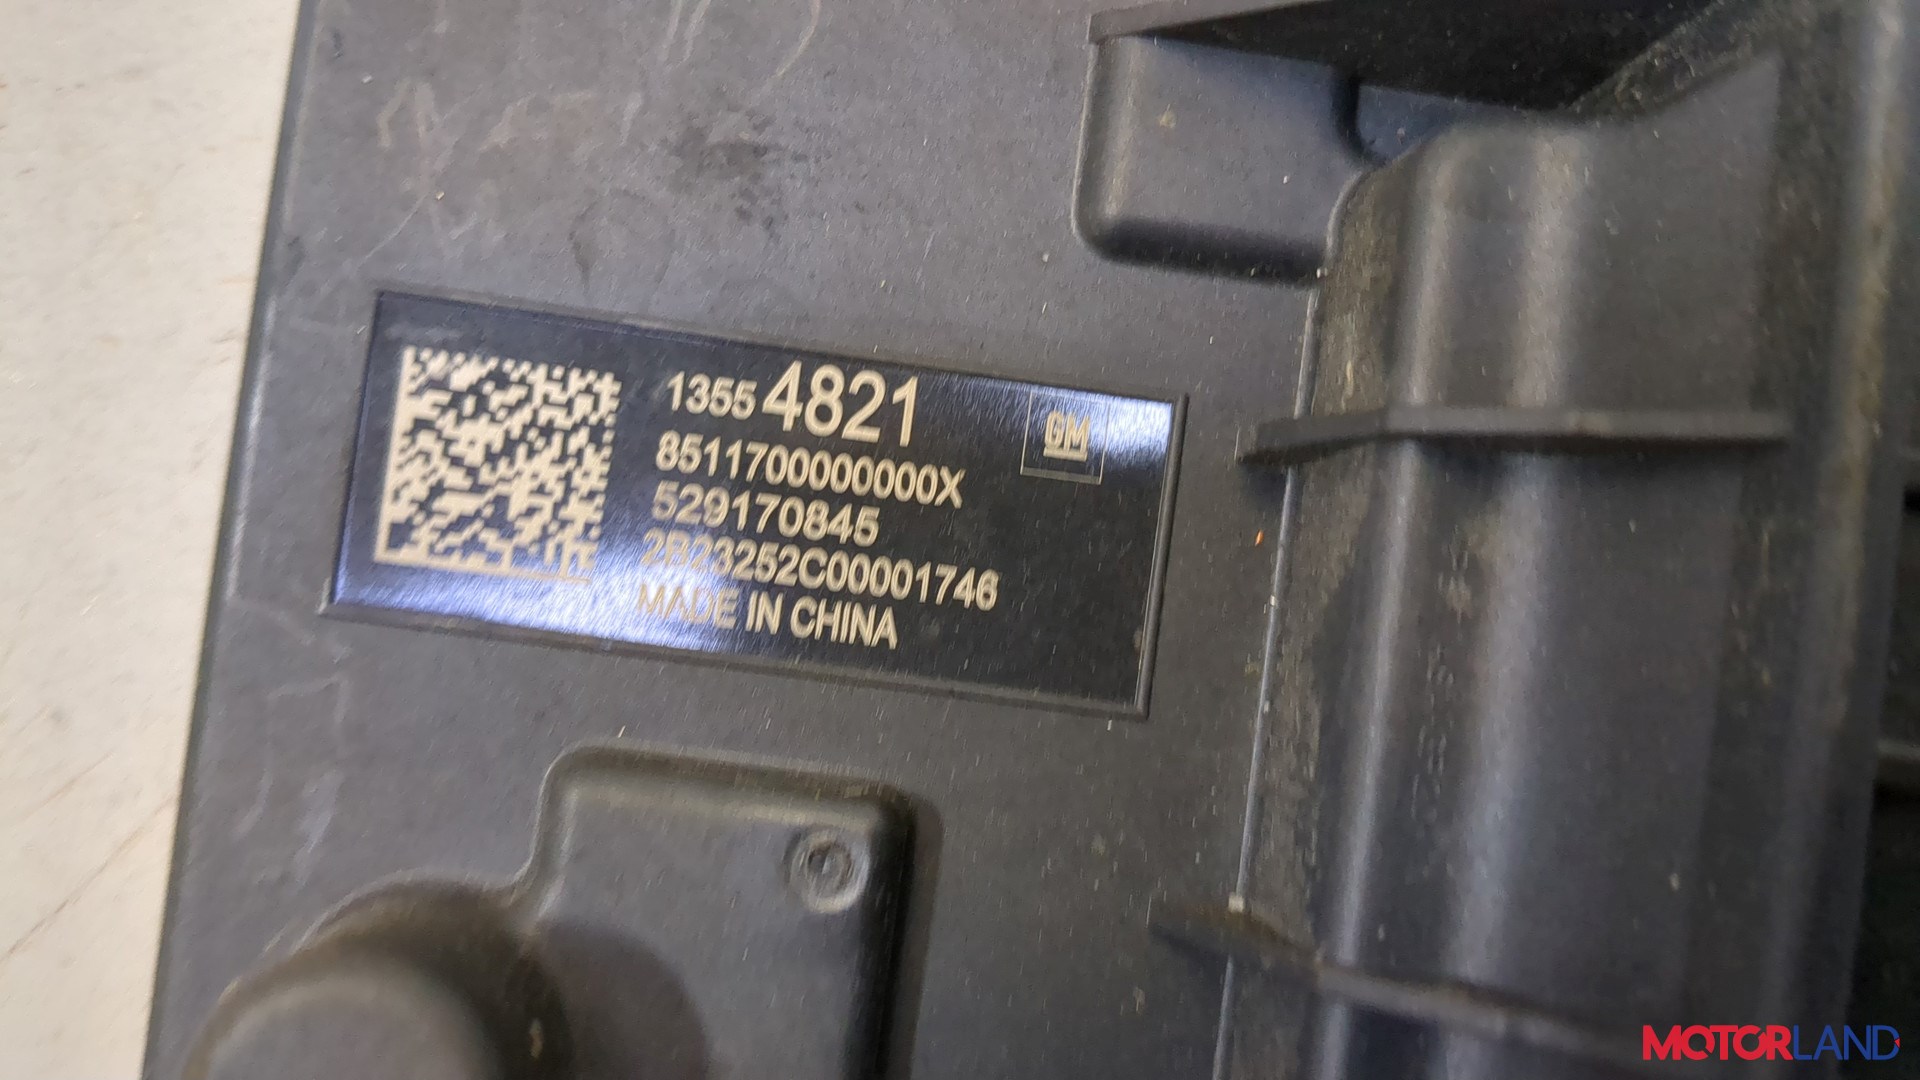 13554821
GM
8511700000000X
529170845
2B23252C00001746
MADE IN CHINA
MOTORLAND